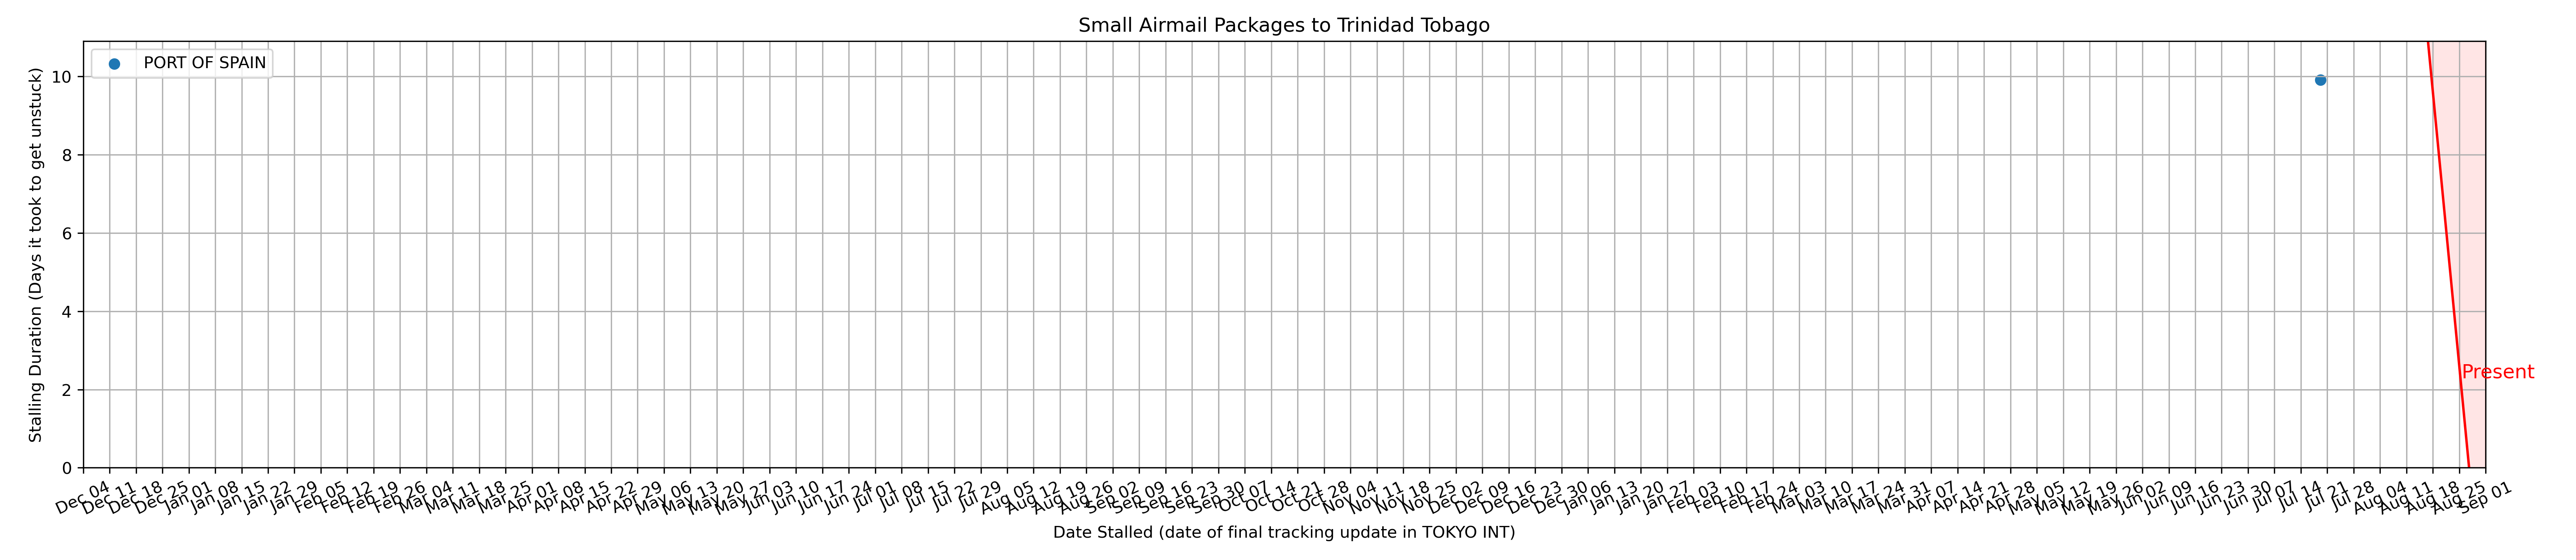 Small Airmail Packages to Trinidad Tobago
PORT OF SPAIN
Stalling Duration (Days it took to get unstuck)
10
8
6
4
2
0
Present
Dec 04
Dec 11
Dec 18
Dec 25
Jan 01
Jan 08
Jan 15
Jan 22
Jan 29
Feb 05
Feb 12
Feb 19
Feb 26
Mar 04
Mar 11
Mar 18
Mar 25
Apr 01
Apr 08
Apr 15
Apr 22
Apr 29
May 06
May 13
May 20
May 27
Jun 03
Jun 10
Jun 17
Jun 24
Jul 01
Jul 08
Jul 15
Jul 22
Jul 29
Aug 05
Aug 12
Aug 19
Aug 26
Sep 02
Sep 09
Sep 16
Sep 23
Sep 30
Oct 07
Oct 14
Oct 21
Oct 28
Nov 04
Nov 11
Nov 18
Nov 25
Dec 02
Dec 09
Dec 16
Dec 23
Dec 30
Jan 06
Jan 13
Jan 20
Jan 27
Feb 03
Feb 10
Feb 17
Feb 24
Mar 03
Mar 10
Mar 17
Mar 24
Mar 31
Apr 07
Apr 14
Apr 21
Apr 28
May 05
May 12
May 19
May 26
Jun 02
Jun 09
Jun 16
Jun 23
Jun 30
Jul 07
Jul 14
Jul 21
Jul 28
Aug 04
Aug 11
Aug 18
Aug 25
Sep 01
Date Stalled (date of final tracking update in TOKYO INT)